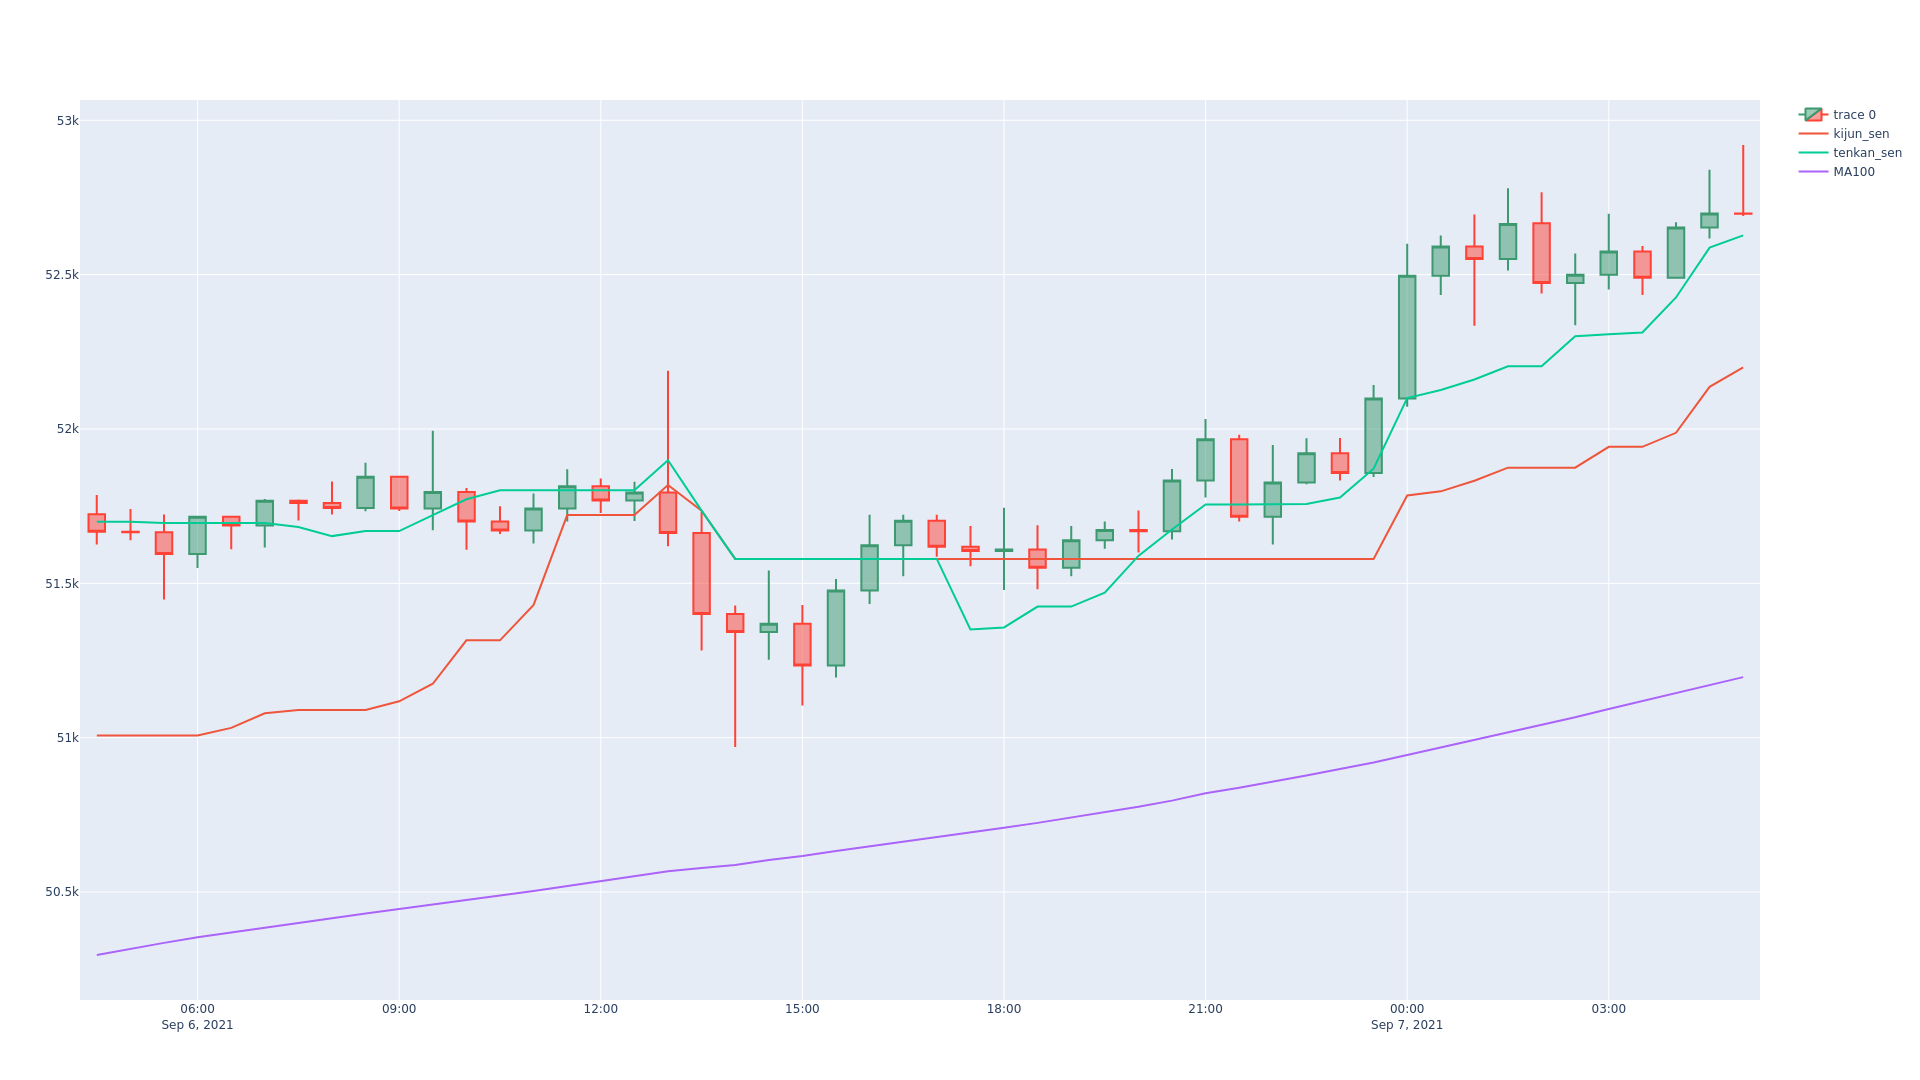 53k
52.5k
52k
51.5k
51k
50.5k
06:00
Sep 6, 2021
09:00
12:00
15:00
18:00
21:00
00:00
Sep 7, 2021
03:00
trace 0
kijun_sen
tenkan_sen
MA100